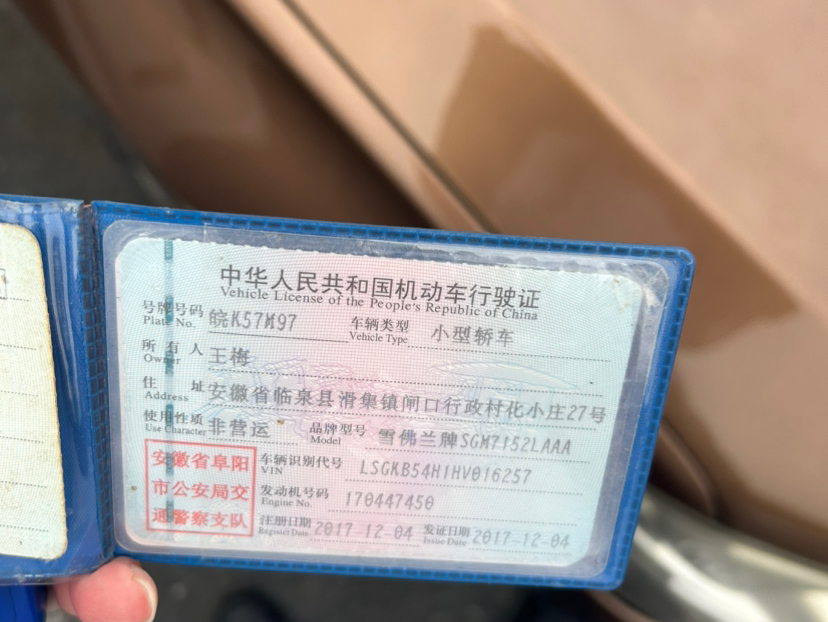 中华人民共和国机动车行驶证
Vehicle License of the People's Republic of China
号牌号码 Plate No. 皖K57M97 车辆类型 Vehicle Type 小型轿车
所有人 Owner 王梅
住址 Address 安徽省临泉县滑集镇闸口行政村化小庄27号
使用性质 Use Character 非营运 品牌型号 Model 雪佛兰牌SGM7152LAAA
安徽省阜阳 车辆识别代号 VIN LSGKB54H1HV016257
市公安局交 发动机号码 Engine No. 170447450
通警察支队 注册日期 Register Date 2017-12-04 发证日期 Issue Date 2017-12-04